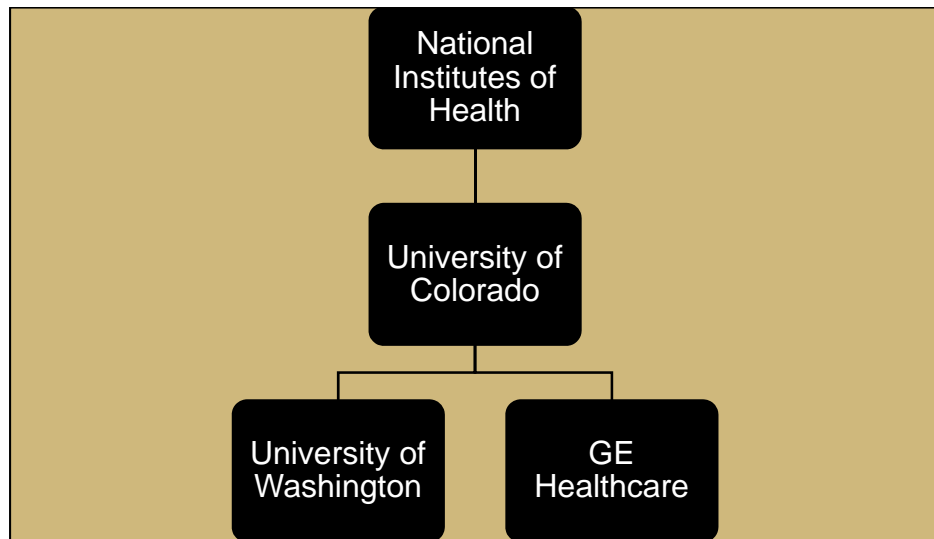 National
Institutes of
Health
University of
Colorado
University of
Washington
GE
Healthcare